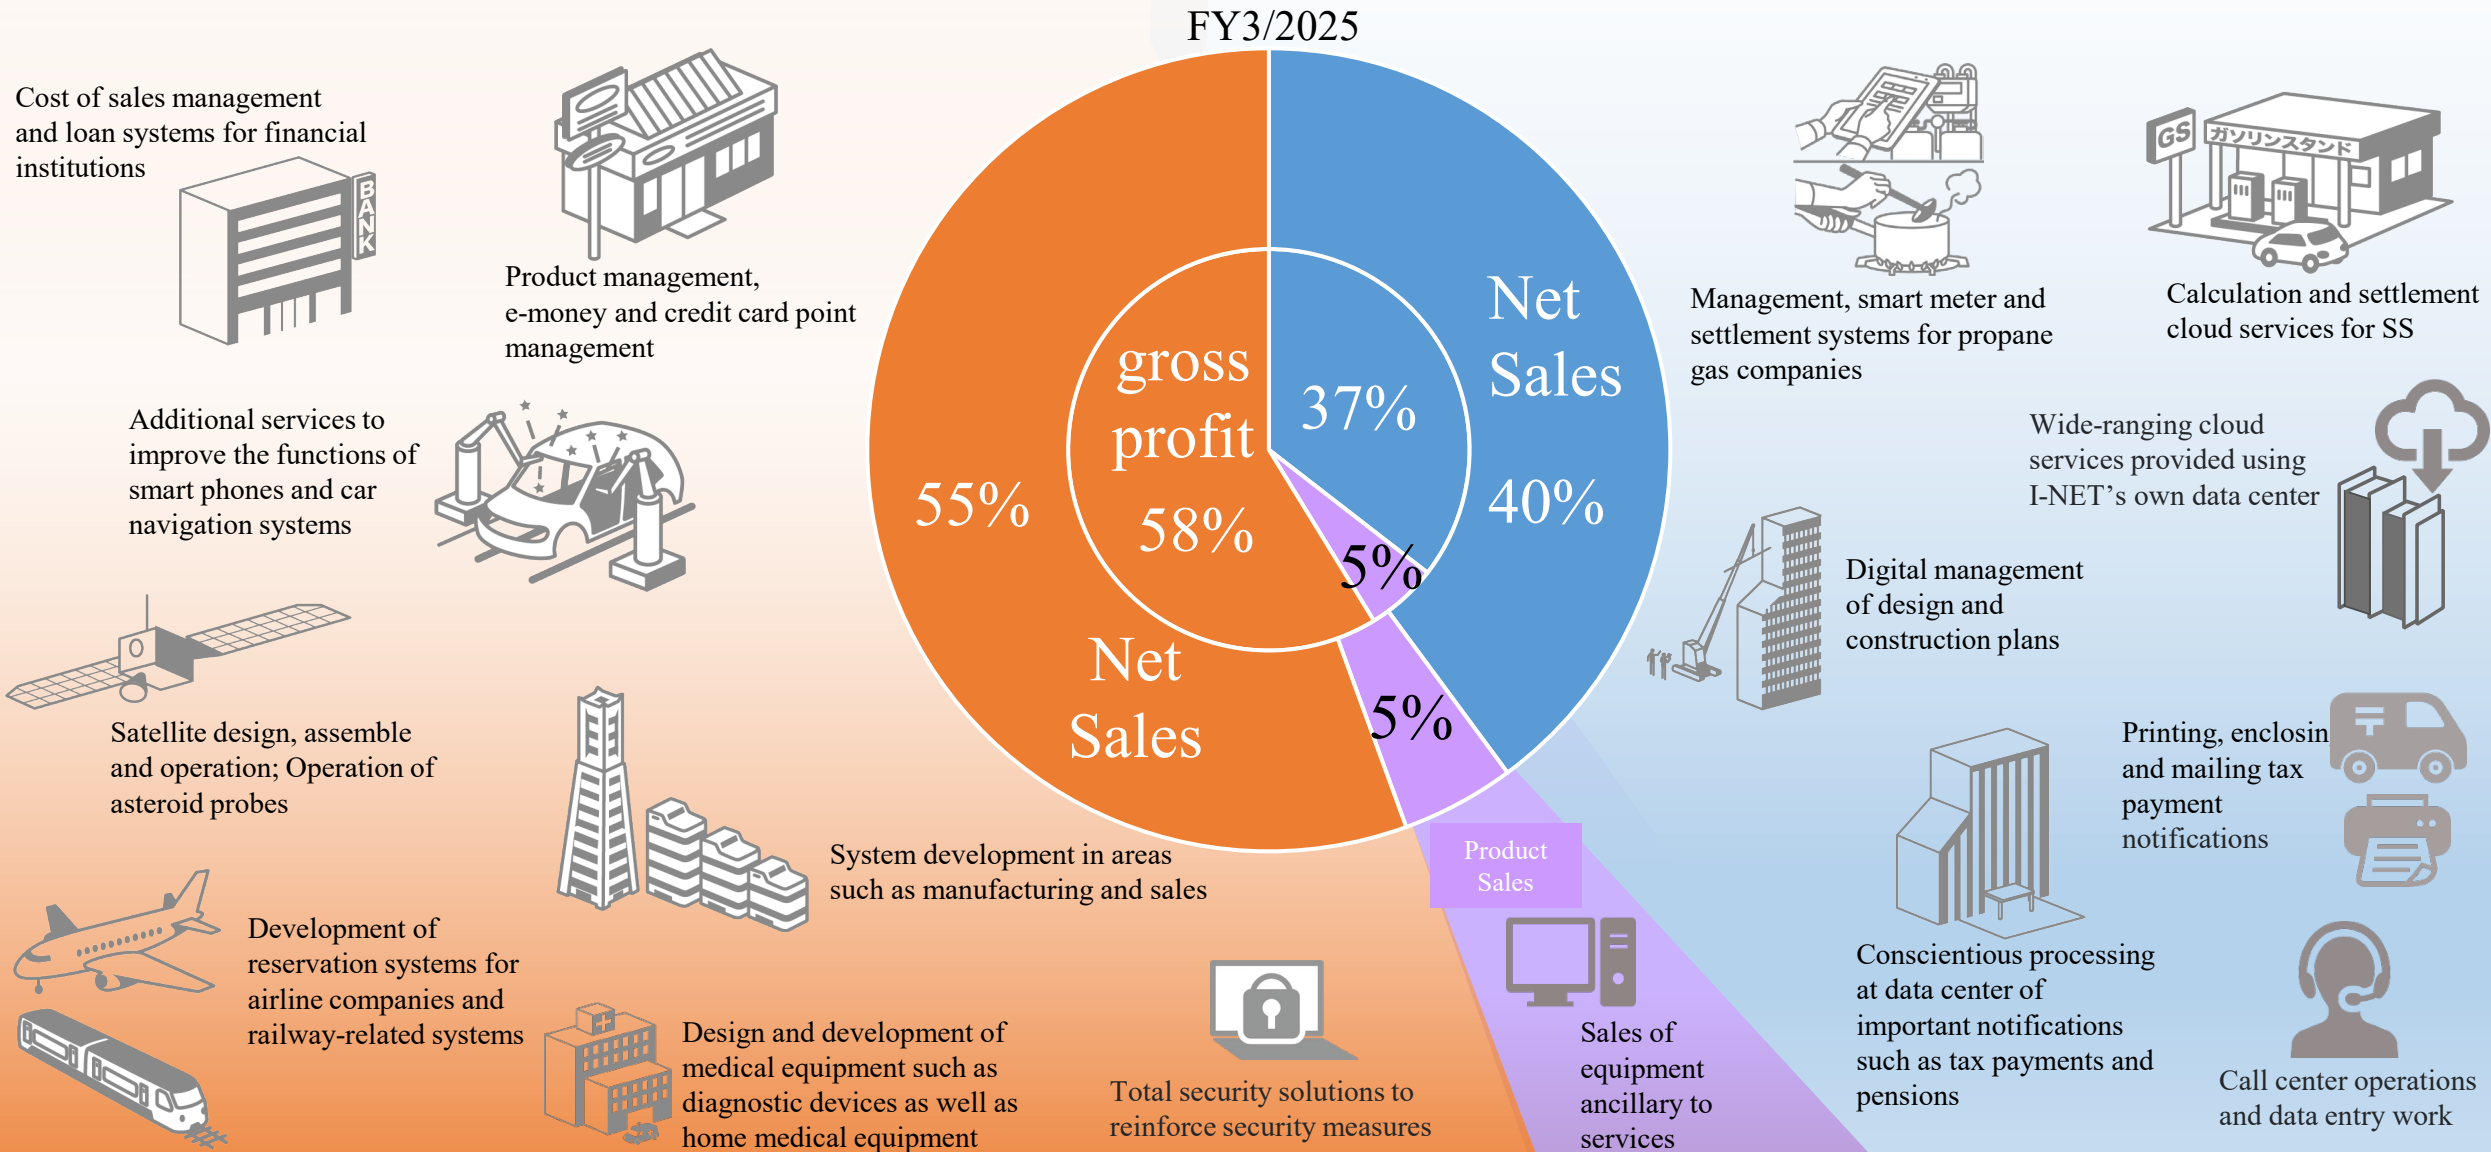 FY3/2025
Cost of sales management
and loan systems for financial
institutions
BANK
Product management,
e-money and credit card point
management
Additional services to
improve the functions of
smart phones and car
navigation systems
Satellite design, assemble
and operation; Operation of
asteroid probes
System development in areas
such as manufacturing and sales
Development of
reservation systems for
airline companies and
railway-related systems
Design and development of
medical equipment such as
diagnostic devices as well as
home medical equipment
Total security solutions to
reinforce security measures
gross
profit
58%
37%
5%
55%
Net
Sales
Net
Sales
40%
5%
Product
Sales
Sales of
equipment
ancillary to
services
Management, smart meter and
settlement systems for propane
gas companies
GS
ガソリンスタンド
Calculation and settlement
cloud services for SS
Wide-ranging cloud
services provided using
I-NET’s own data center
Digital management
of design and
construction plans
Printing, enclosin
and mailing tax
payment
notifications
Conscientious processing
at data center of
important notifications
such as tax payments and
pensions
Call center operations
and data entry work